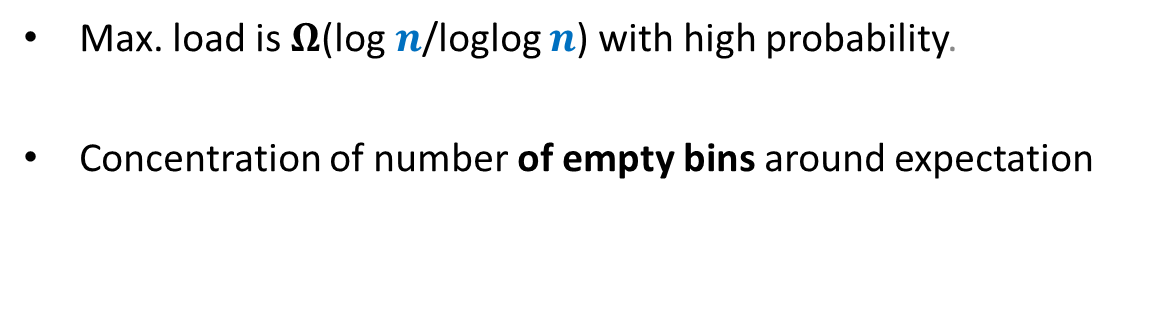 • Max. load is Ω(log n/loglog n) with high probability.
• Concentration of number of empty bins around expectation